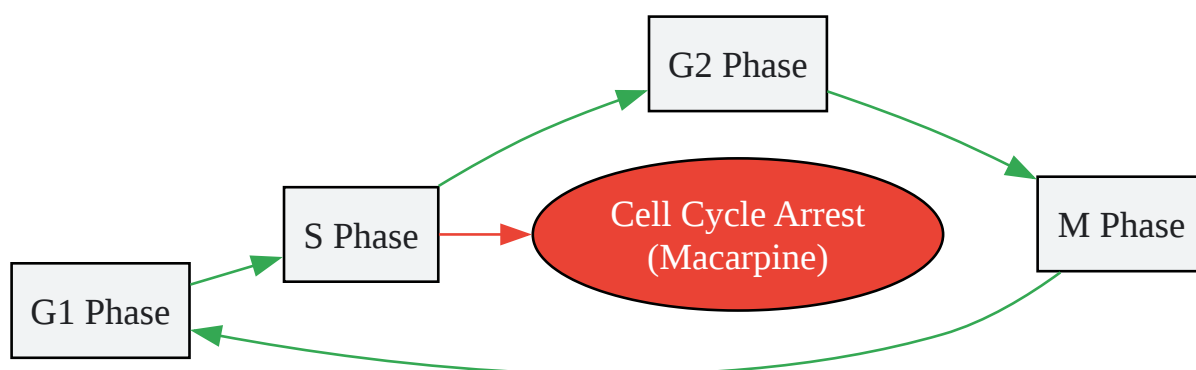 G2 Phase
S Phase
Cell Cycle Arrest
(Macarpine)
M Phase
G1 Phase